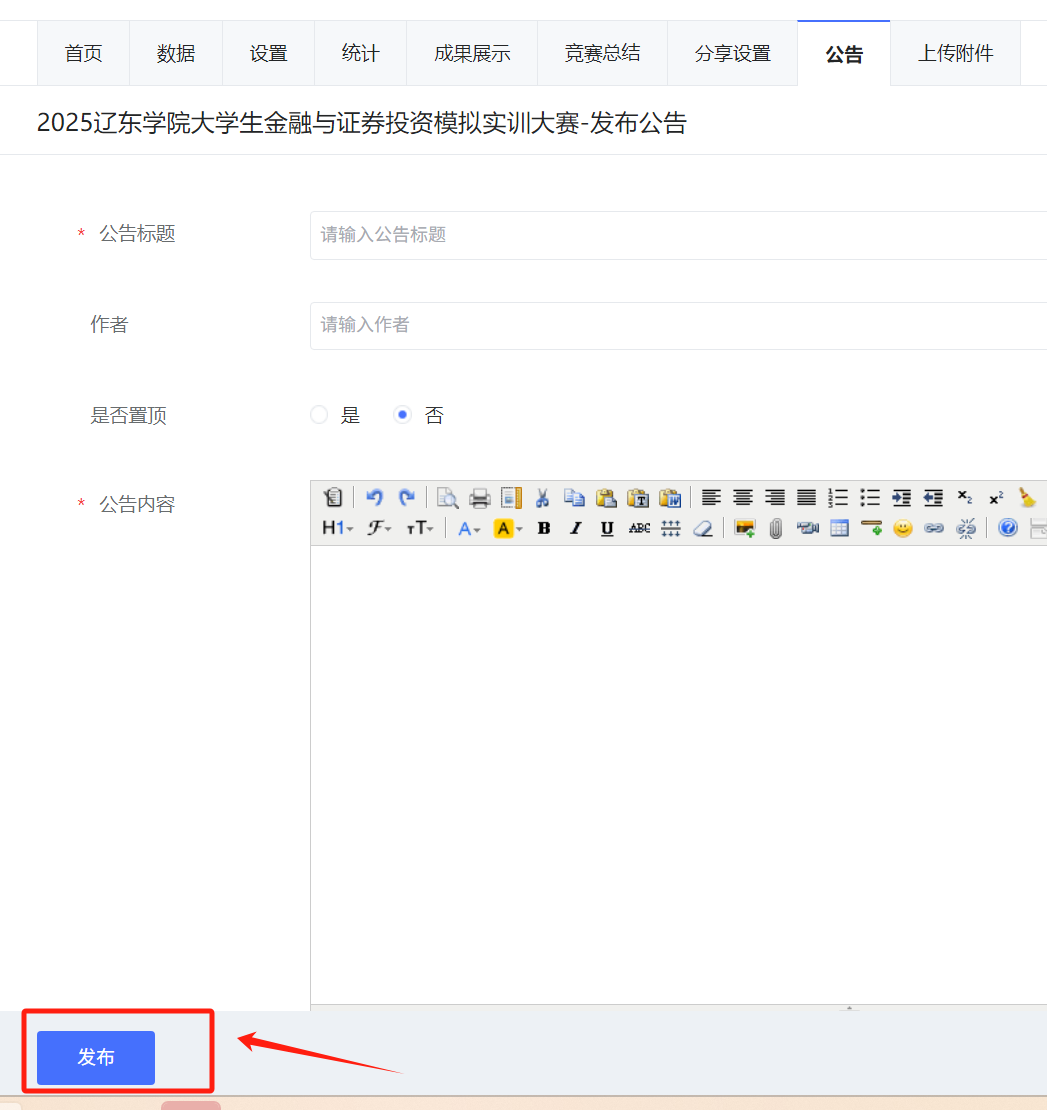 首页 数据 设置 统计 成果展示 竞赛总结 分享设置 公告 上传附件
2025辽东学院大学生金融与证券投资模拟实训大赛-发布公告
* 公告标题 请输入公告标题
作者 请输入作者
是否置顶 是 否
* 公告内容
H1 F TT A A B I U ABC
发布